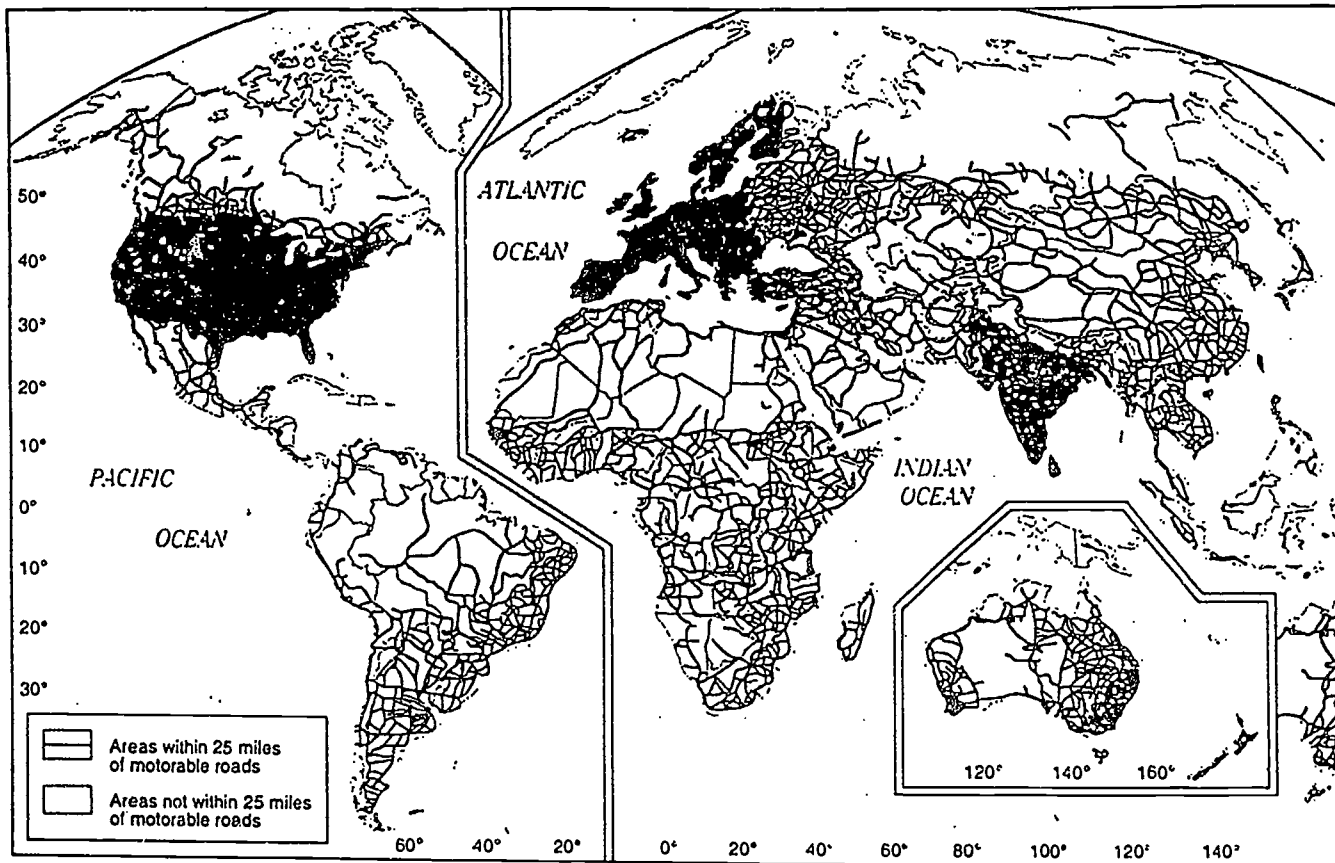 50°
40°
30°
20°
10°
0°
10°
20°
30°
PACIFIC
OCEAN
ATLANTIC
OCEAN
INDIAN
OCEAN
Areas within 25 miles
of motorable roads
Areas not within 25 miles
of motorable roads
120° 140° 160°
60° 40° 20° 0° 20° 40° 60° 80° 100° 120° 140°